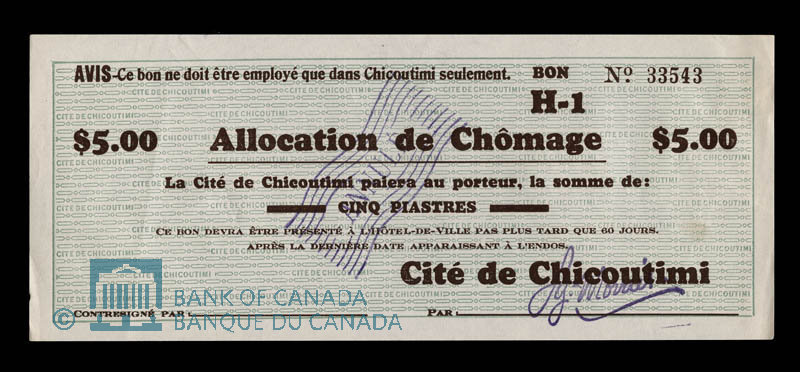 AVIS-Ce bon ne doit être employé que dans Chicoutimi seulement. BON Nº 33543
H-1
$5.00 Allocation de Chômage $5.00
La Cité de Chicoutimi paiera au porteur, la somme de:
CINQ PIASTRES
CE BON DEVRA ÊTRE PRÉSENTÉ À L'HÔTEL-DE-VILLE PAS PLUS TARD QUE 60 JOURS.
APRÈS LA DERNIÈRE DATE APPARAISSANT À L'ENDOS.
Cité de Chicoutimi
CONTRESIGNÉ PAR: PAR:
© BANK OF CANADA
BANQUE DU CANADA